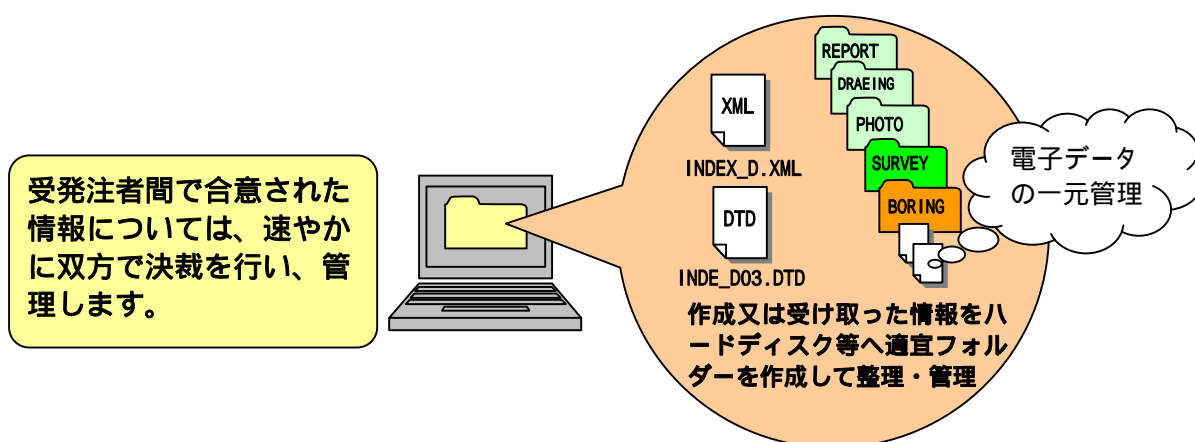 受発注者間で合意された
情報については、速やか
に双方で決裁を行い、管
理します。
XML
INDEX_D.XML
DTD
INDE_D03.DTD
REPORT
DRAEING
PHOTO
SURVEY
BORING
電子データ
の一元管理
作成又は受け取った情報をハ
ードディスク等へ適宜フォル
ダーを作成して整理・管理